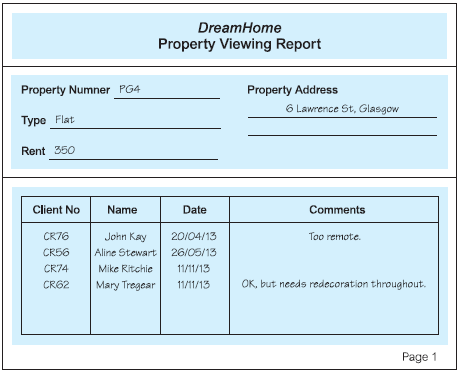 DreamHome
Property Viewing Report
Property Numner PG4
Property Address
6 Lawrence St, Glasgow
Type Flat
Rent 350
Client No Name Date Comments
CR76 John Kay 20/04/13 Too remote.
CR56 Aline Stewart 26/05/13
CR74 Mike Ritchie 11/11/13
CR62 Mary Tregear 11/11/13 OK, but needs redecoration throughout.
Page 1